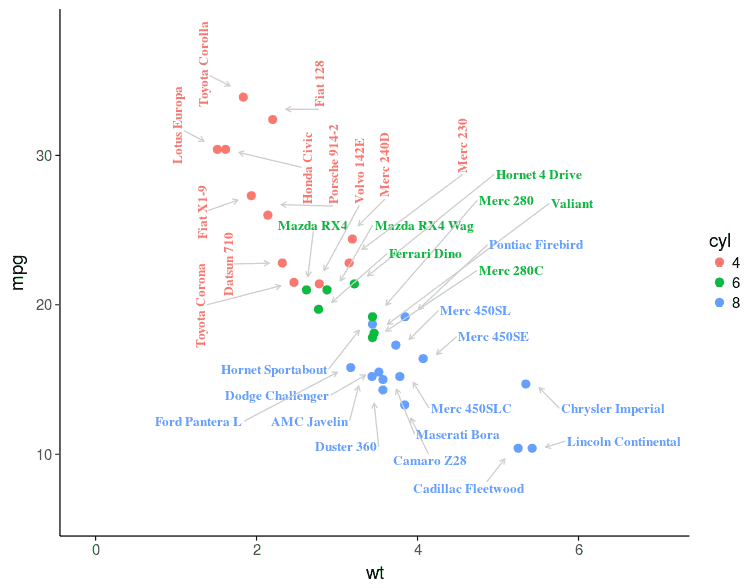 Toyota Corolla
Fiat 128
Lotus Europa
Honda Civic
Porsche 914-2
Volvo 142E
Merc 240D
Merc 230
30
Fiat X1-9
Hornet 4 Drive
Merc 280
Valiant
Mazda RX4
Mazda RX4 Wag
Datsun 710
Pontiac Firebird
Ferrari Dino
Merc 280C
cyl
4
6
8
mpg
Toyota Corona
20
Merc 450SL
Merc 450SE
Hornet Sportabout
Dodge Challenger
Merc 450SLC
Chrysler Imperial
Ford Pantera L
AMC Javelin
Maserati Bora
Duster 360
Lincoln Continental
10
Camaro Z28
Cadillac Fleetwood
0
2
4
6
wt